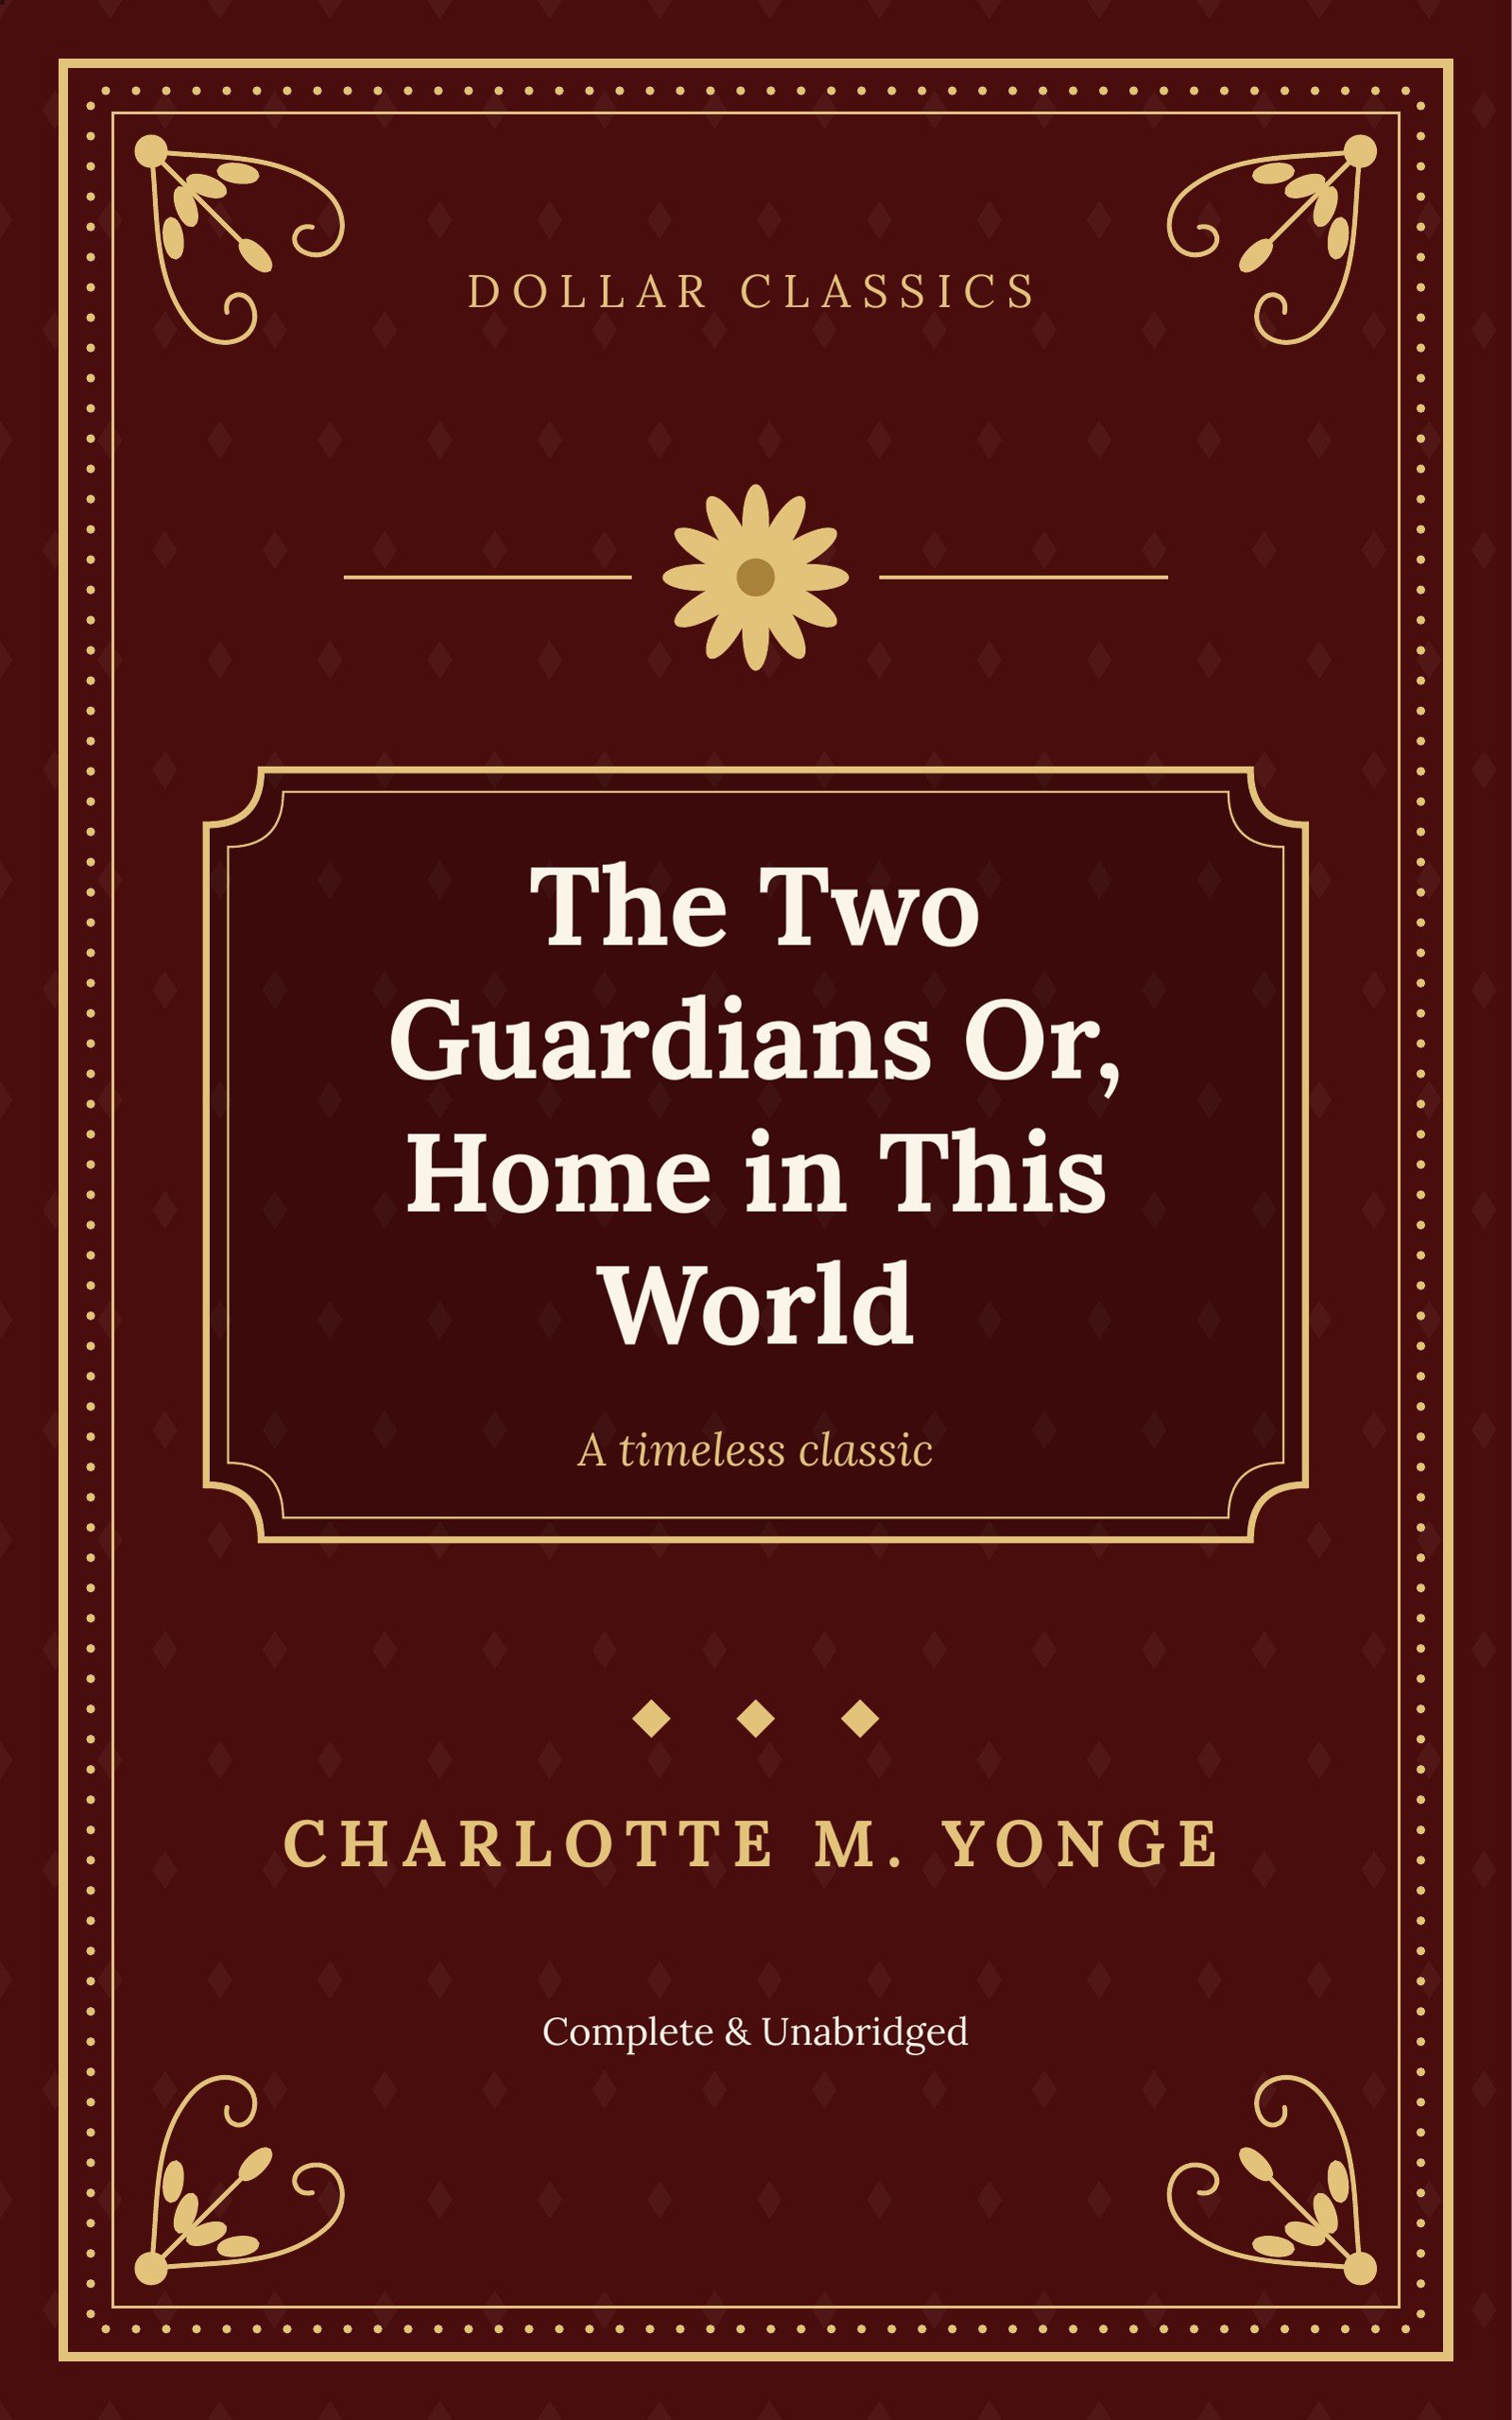 DOLLAR CLASSICS
The Two
Guardians Or,
Home in This
World
A timeless classic
CHARLOTTE M. YONGE
Complete & Unabridged